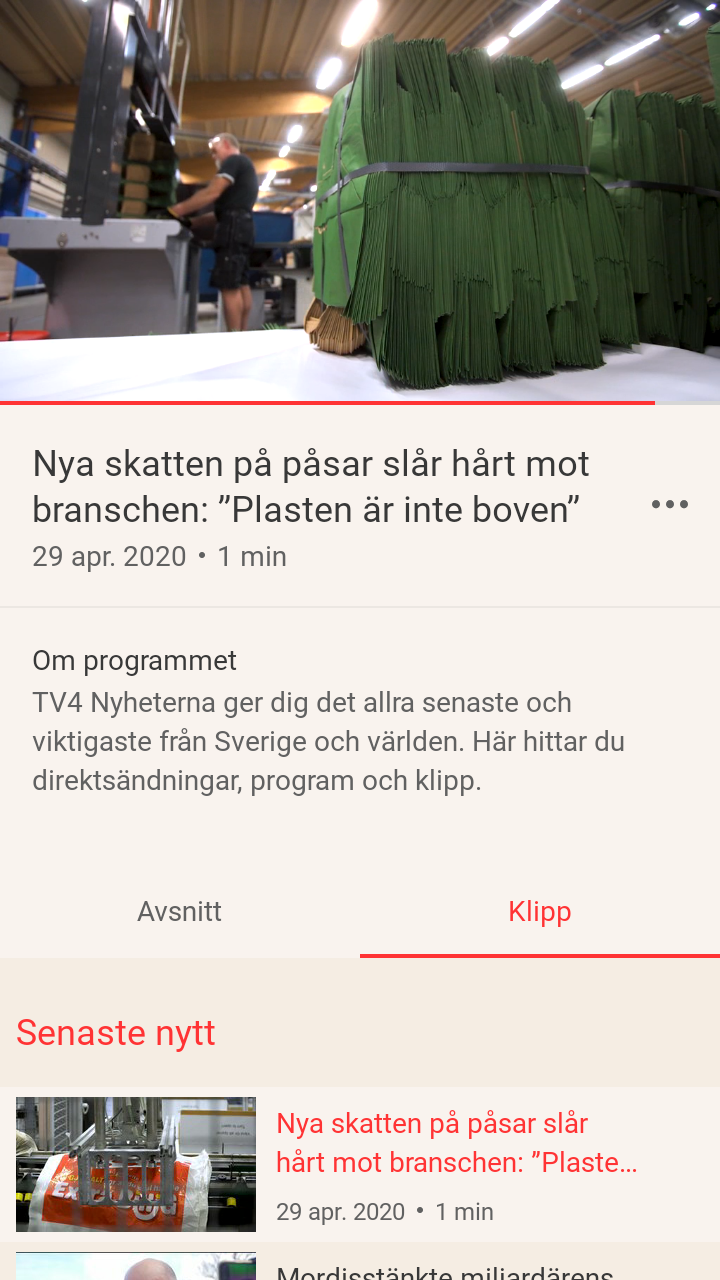 Nya skatten på påsar slår hårt mot
branschen: ”Plasten är inte boven”
29 apr. 2020 • 1 min
Om programmet
TV4 Nyheterna ger dig det allra senaste och
viktigaste från Sverige och världen. Här hittar du
direktsändningar, program och klipp.
Avsnitt
Klipp
Senaste nytt
Nya skatten på påsar slår
hårt mot branschen: ”Plaste...
29 apr. 2020 • 1 min
Mordisstänkte miljardärens